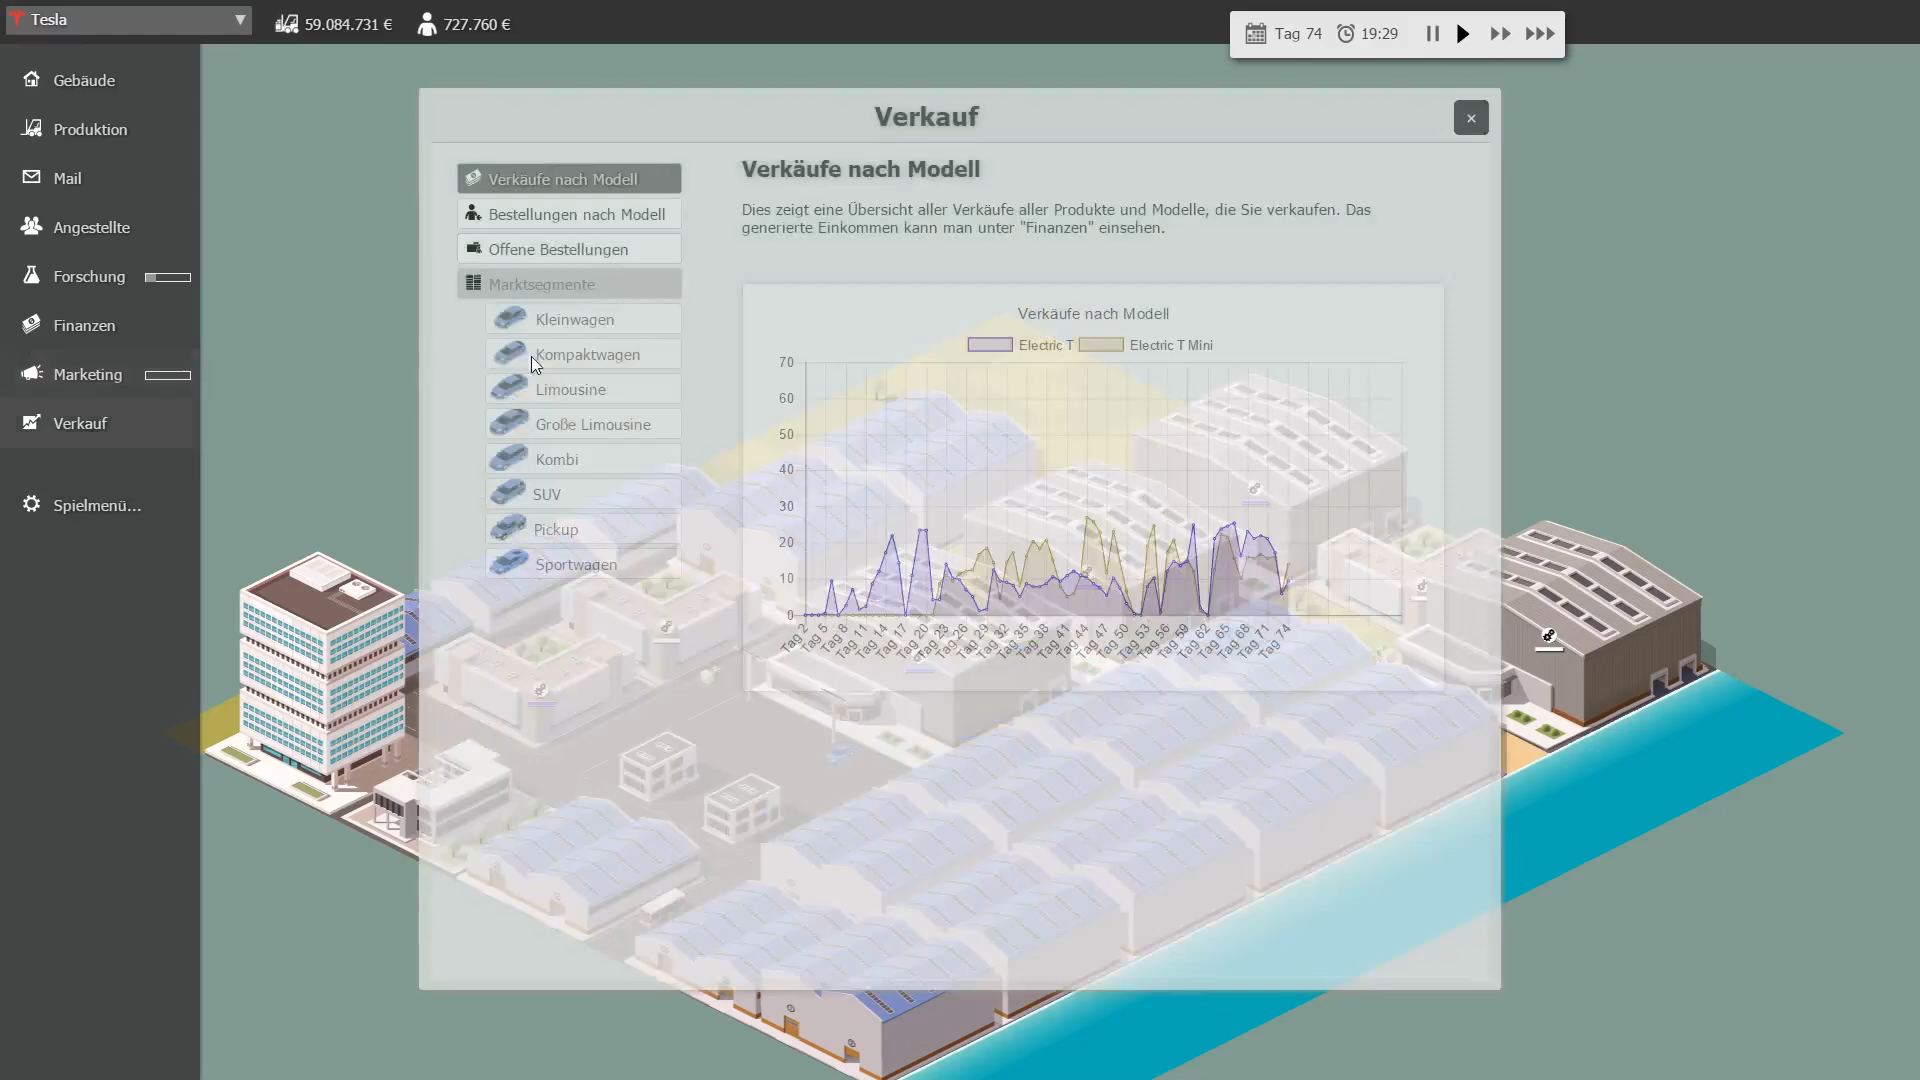 Tesla
59.084.731 €
727.760 €
Tag 74
19:29
Gebäude
Produktion
Mail
Angestellte
Forschung
Finanzen
Marketing
Verkauf
Spielmenü...
Verkauf
×
Verkäufe nach Modell
Bestellungen nach Modell
Offene Bestellungen
Marktsegmente
Kleinwagen
Kompaktwagen
Limousine
Große Limousine
Kombi
SUV
Pickup
Sportwagen
Verkäufe nach Modell
Dies zeigt eine Übersicht aller Verkäufe aller Produkte und Modelle, die Sie verkaufen. Das
generierte Einkommen kann man unter "Finanzen" einsehen.
Verkäufe nach Modell
Electric T
Electric T Mini
70
60
50
40
30
20
10
0
Tag 2
Tag 5
Tag 8
Tag 11
Tag 14
Tag 17
Tag 20
Tag 23
Tag 26
Tag 29
Tag 32
Tag 35
Tag 38
Tag 41
Tag 44
Tag 47
Tag 50
Tag 53
Tag 56
Tag 59
Tag 62
Tag 65
Tag 68
Tag 71
Tag 74